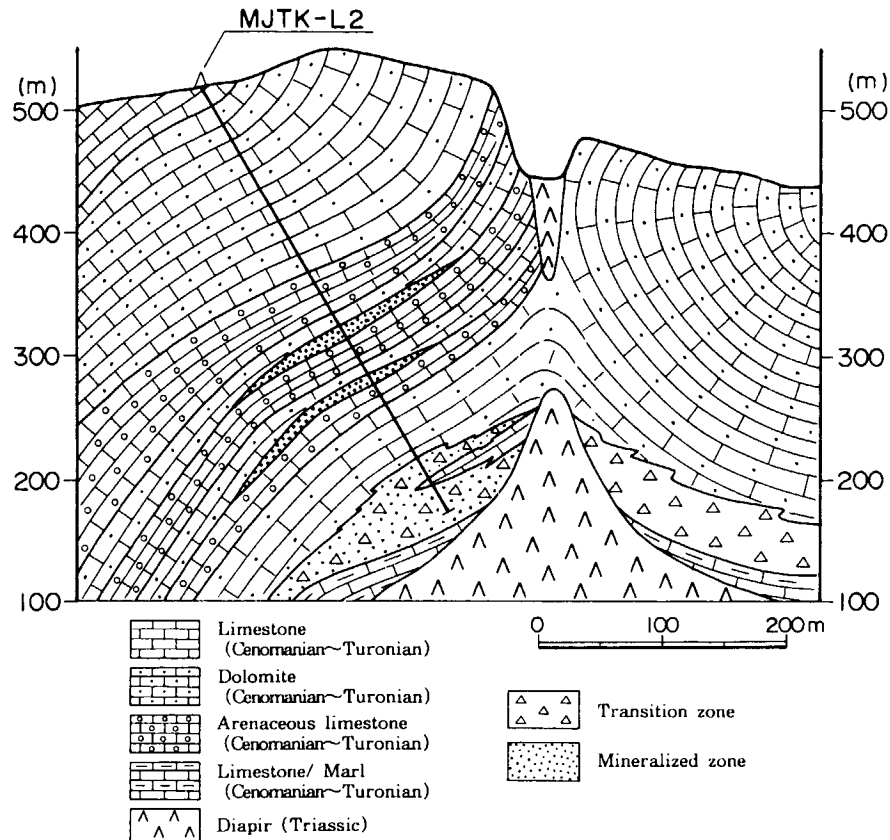 MJTK-L2
(m)
(m)
500
500
400
400
300
300
200
200
100
100
0 100 200m
Limestone
(Cenomanian~Turonian)
Dolomite
(Cenomanian~Turonian)
Arenaceous limestone
(Cenomanian~Turonian)
Limestone/ Marl
(Cenomanian~Turonian)
Diapir (Triassic)
Transition zone
Mineralized zone